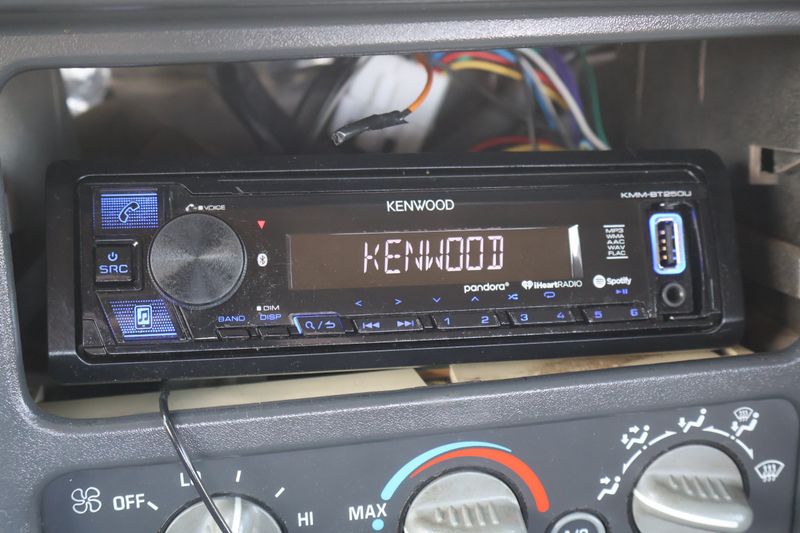 KENWOOD
KMM-BT250U
VOICE
SRC
KENWOOD
MP3
WMA
AAC
WAV
FLAC
pandora®
iHeartRADIO
Spotify
DIM
BAND
DISP
1 2 3 4 5 6
OFF
LO
HI
MAX